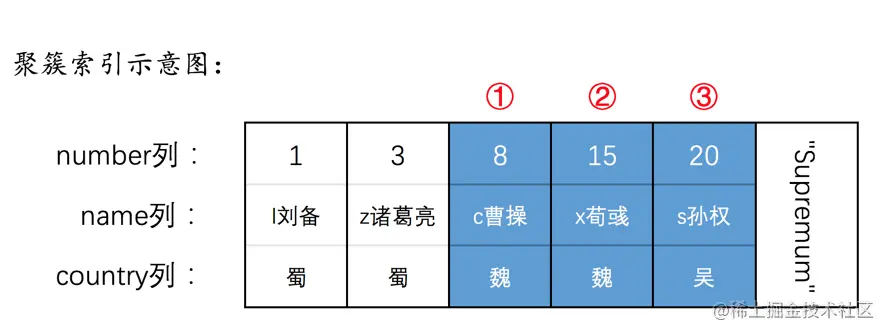 聚簇索引示意图：
① ② ③
number列： 1 3 8 15 20 "Supremum"
name列： l刘备 z诸葛亮 c曹操 x荀彧 s孙权
country列： 蜀 蜀 魏 魏 吴
@稀土掘金技术社区